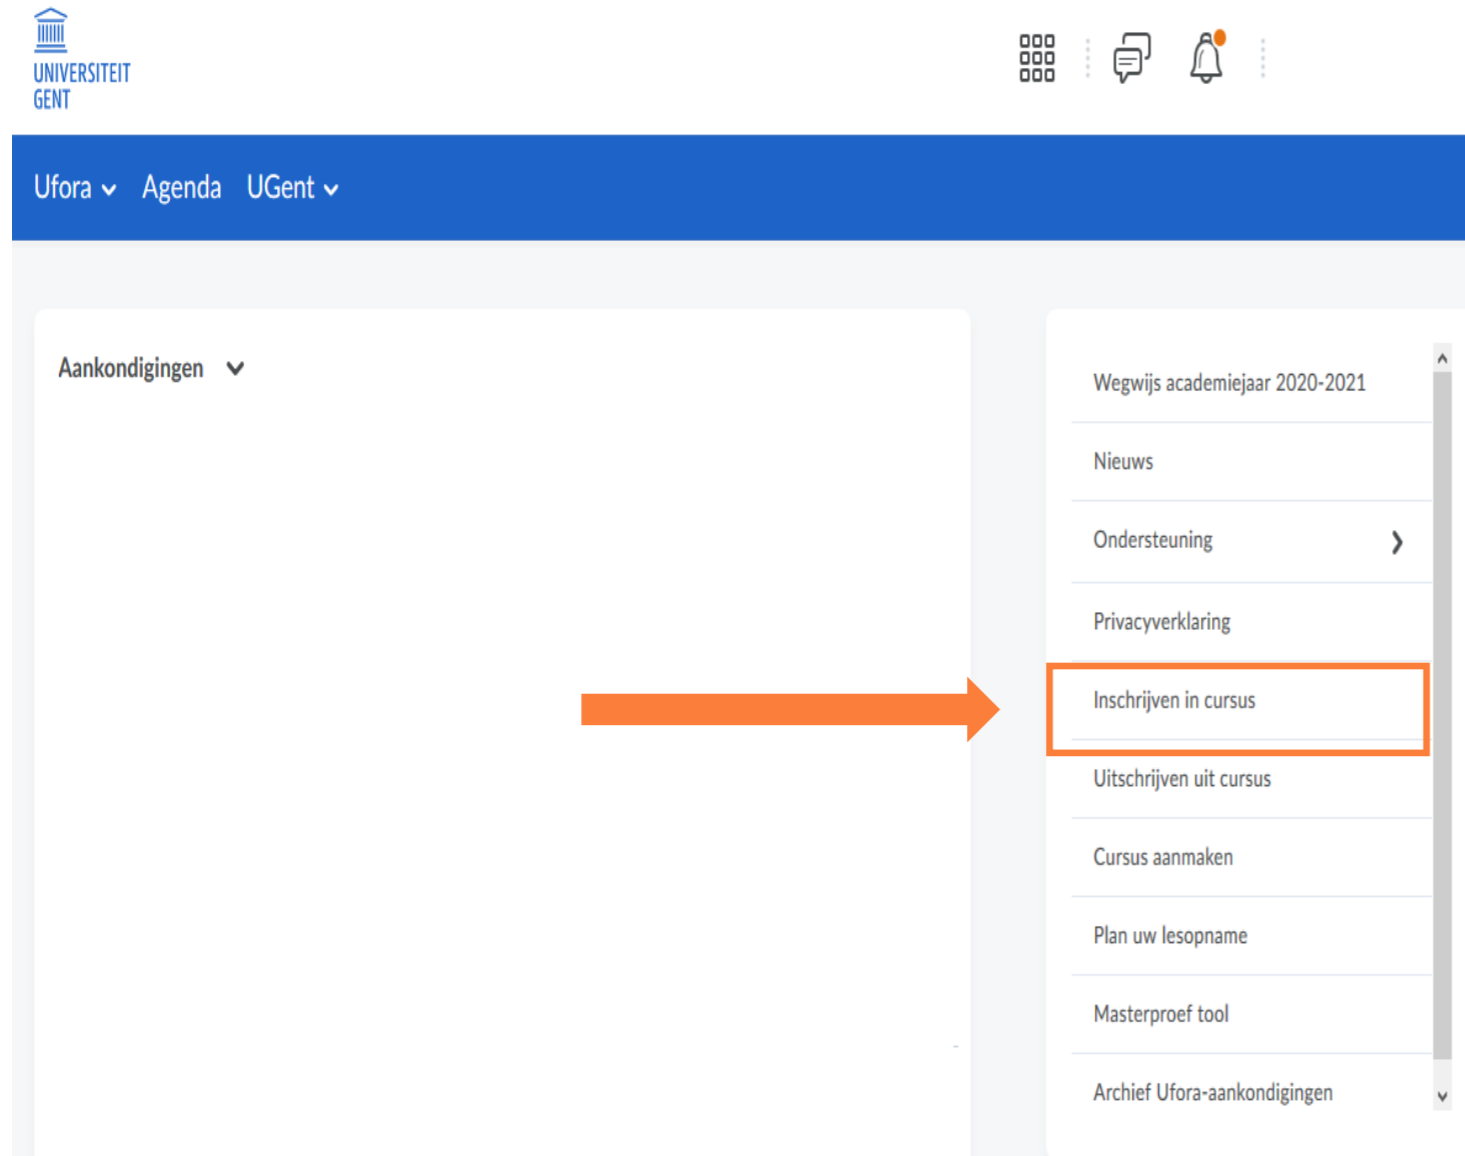 UNIVERSITEIT
GENT
Ufora Agenda UGent
Aankondigingen
Wegwijs academiejaar 2020-2021
Nieuws
Ondersteuning
Privacyverklaring
Inschrijven in cursus
Uitschrijven uit cursus
Cursus aanmaken
Plan uw lesopname
Masterproef tool
Archief Ufora-aankondigingen